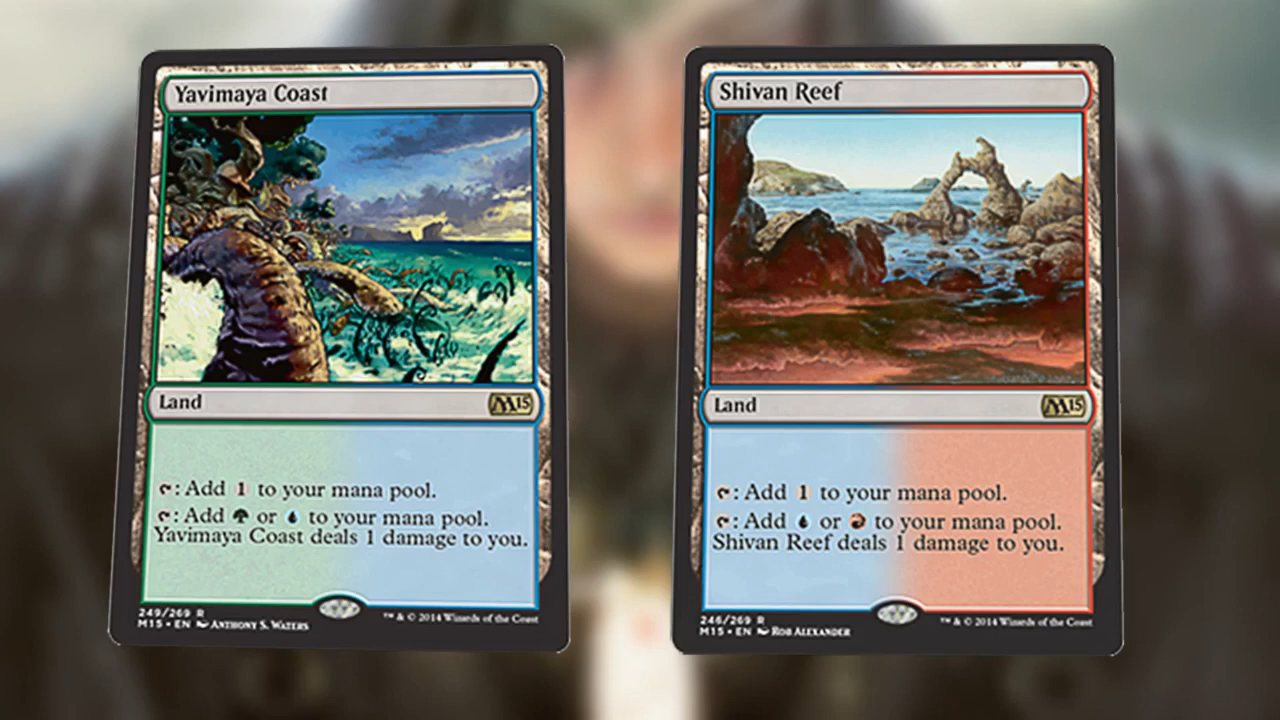 Yavimaya Coast
Land
M15
: Add 1 to your mana pool.
: Add or to your mana pool.
Yavimaya Coast deals 1 damage to you.
249/269 R
M15 • EN Anthony S. Waters
™ & © 2014 Wizards of the Coast
Shivan Reef
Land
M15
: Add 1 to your mana pool.
: Add or to your mana pool.
Shivan Reef deals 1 damage to you.
246/269 R
M15 • EN Rob Alexander
™ & © 2014 Wizards of the Coast